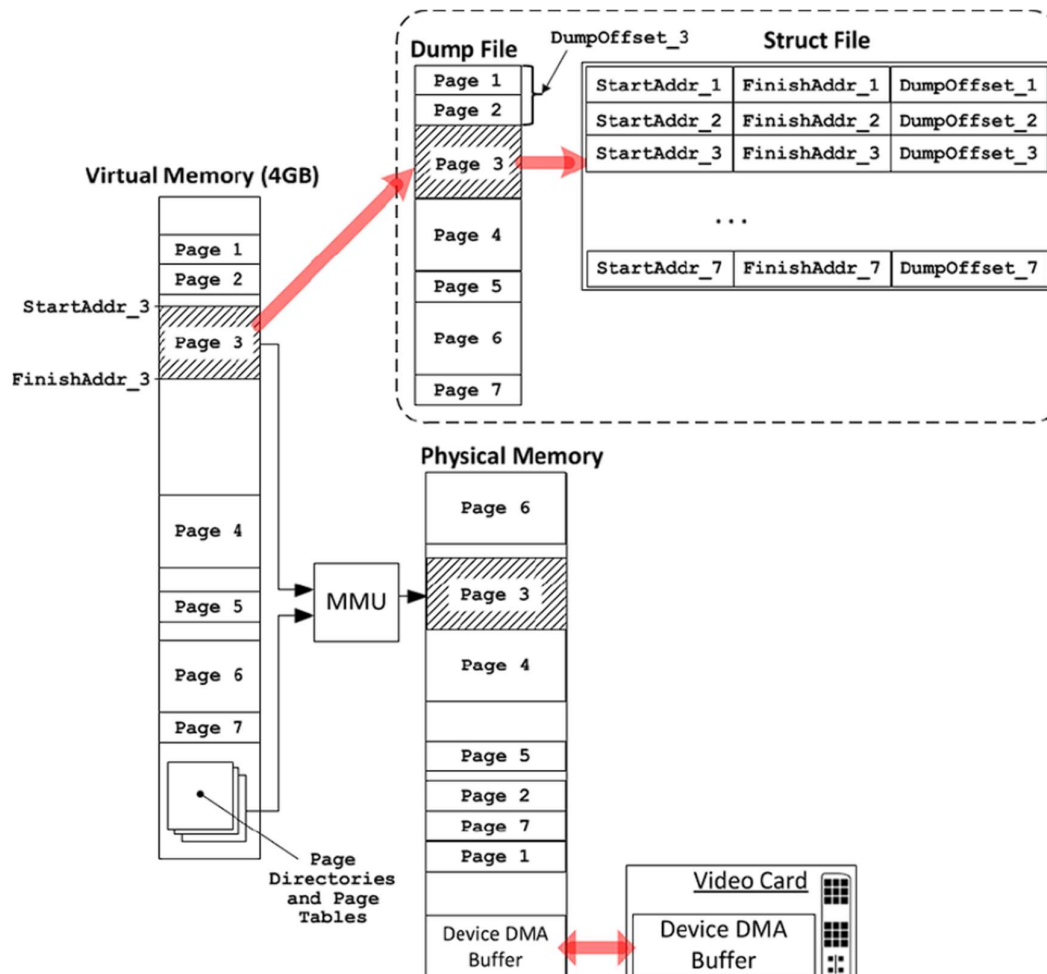 Dump File
DumpOffset_3
Struct File
Page 1
Page 2
Page 3
Page 4
Page 5
Page 6
Page 7
StartAddr_1 FinishAddr_1 DumpOffset_1
StartAddr_2 FinishAddr_2 DumpOffset_2
StartAddr_3 FinishAddr_3 DumpOffset_3
...
StartAddr_7 FinishAddr_7 DumpOffset_7
Virtual Memory (4GB)
Page 1
Page 2
StartAddr_3
Page 3
FinishAddr_3
Page 4
Page 5
Page 6
Page 7
Page
Directories
and Page
Tables
MMU
Physical Memory
Page 6
Page 3
Page 4
Page 5
Page 2
Page 7
Page 1
Device DMA
Buffer
Video Card
Device DMA
Buffer